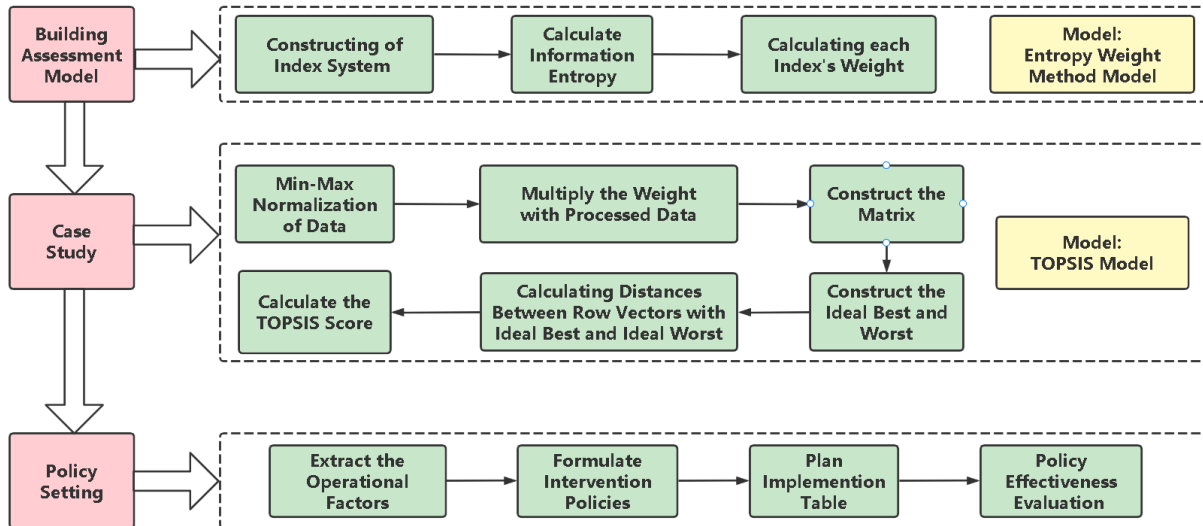 Building
Assessment
Model
Constructing of
Index System
Calculate
Information
Entropy
Calculating each
Index's Weight
Model:
Entropy Weight
Method Model
Case
Study
Min-Max
Normalization
of Data
Multiply the Weight
with Processed Data
Construct the
Matrix
Model:
TOPSIS Model
Calculate the
TOPSIS Score
Calculating Distances
Between Row Vectors with
Ideal Best and Ideal Worst
Construct the
Ideal Best and
Worst
Policy
Setting
Extract the
Operational
Factors
Formulate
Intervention
Policies
Plan
Implemention
Table
Policy
Effectiveness
Evaluation